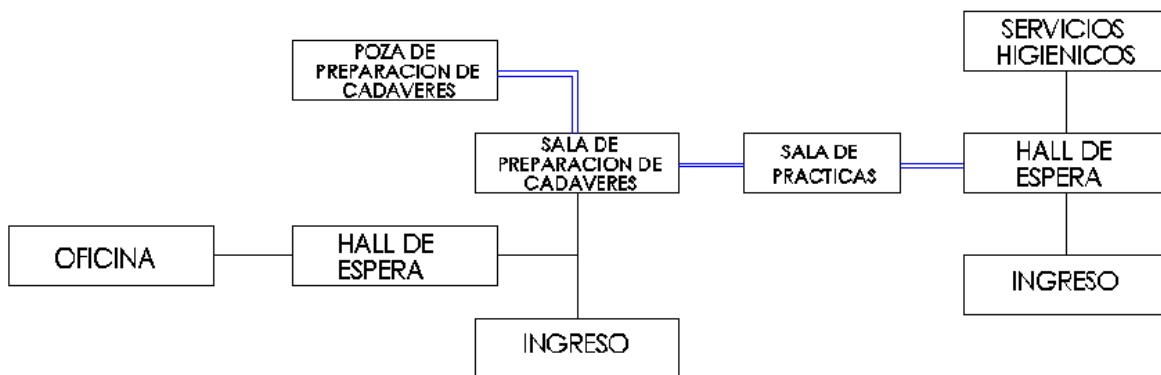 SERVICIOS
HIGIENICOS
POZA DE
PREPARACION DE
CADAVERES
SALA DE
PREPARACION DE
CADAVERES
SALA DE
PRACTICAS
HALL DE
ESPERA
OFICINA
HALL DE
ESPERA
INGRESO
INGRESO